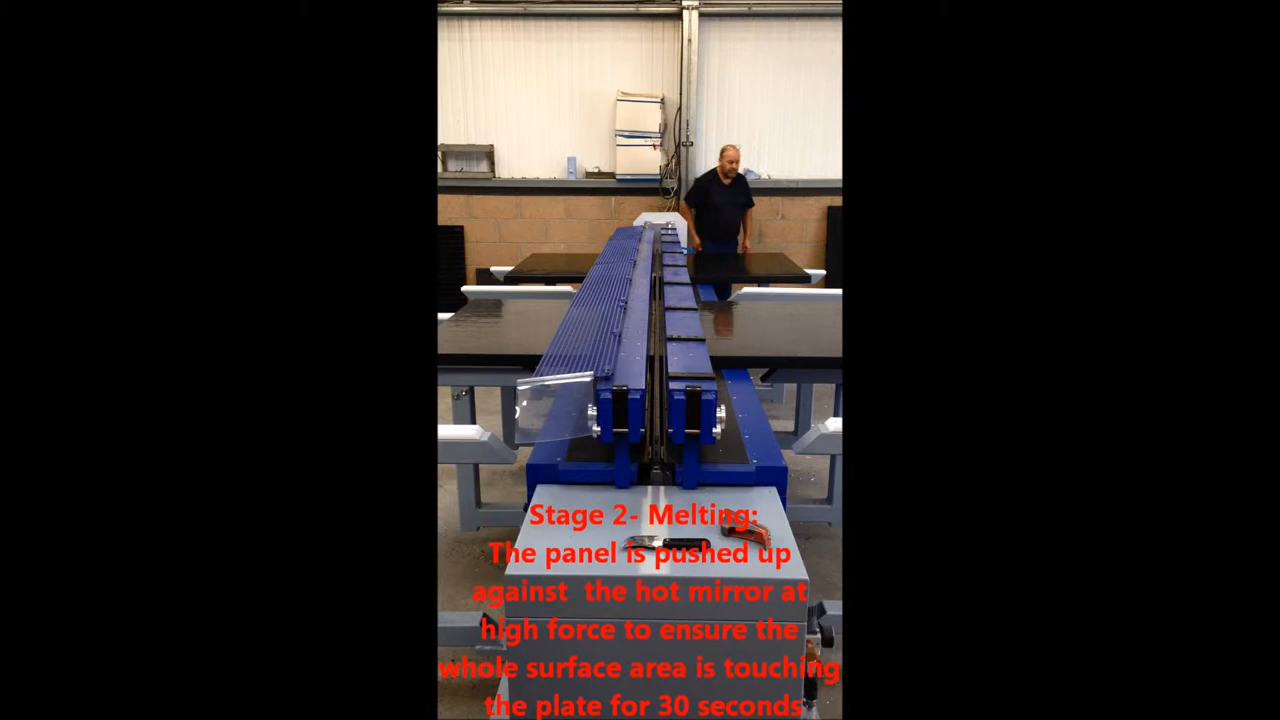 Stage 2- Melting:
The panel is pushed up
against  the hot mirror at
high force to ensure the
whole surface area is touching
the plate for 30 seconds